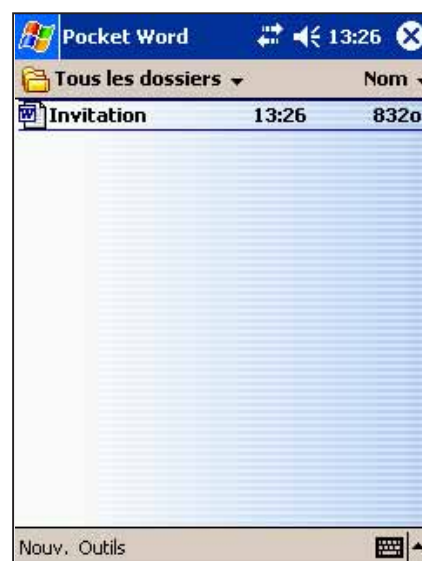 Pocket Word 13:26
Tous les dossiers Nom
Invitation 13:26 832o
Nouv. Outils